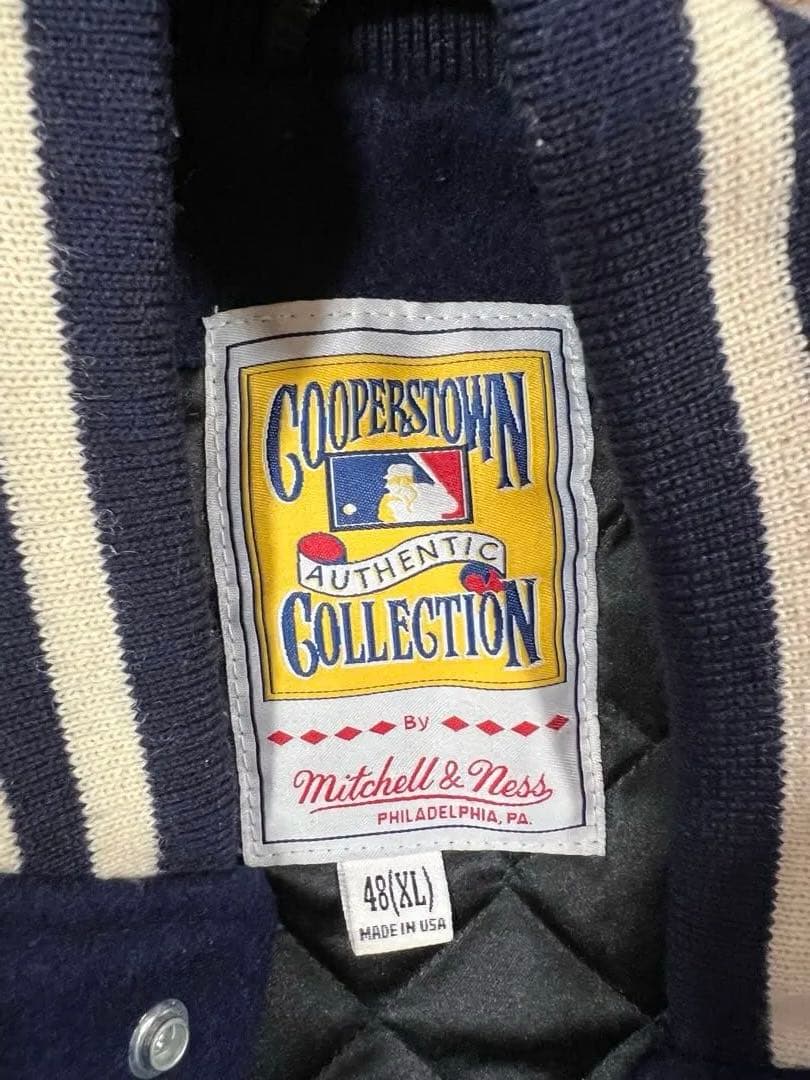 COOPERSTOWN
AUTHENTIC
COLLECTION
By
Mitchell & Ness
PHILADELPHIA, PA.
48(XL)
MADE IN USA